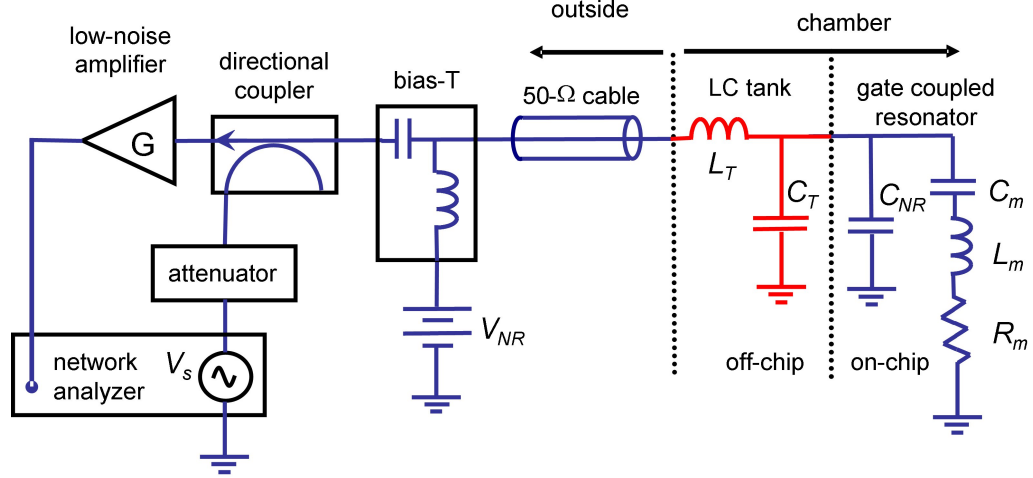 outside
chamber
low-noise
amplifier
directional
coupler
bias-T
50-Ω cable
LC tank
gate coupled
resonator
G
L_T
C_T
C_NR
C_m
L_m
R_m
attenuator
V_NR
network
analyzer
V_s
off-chip
on-chip